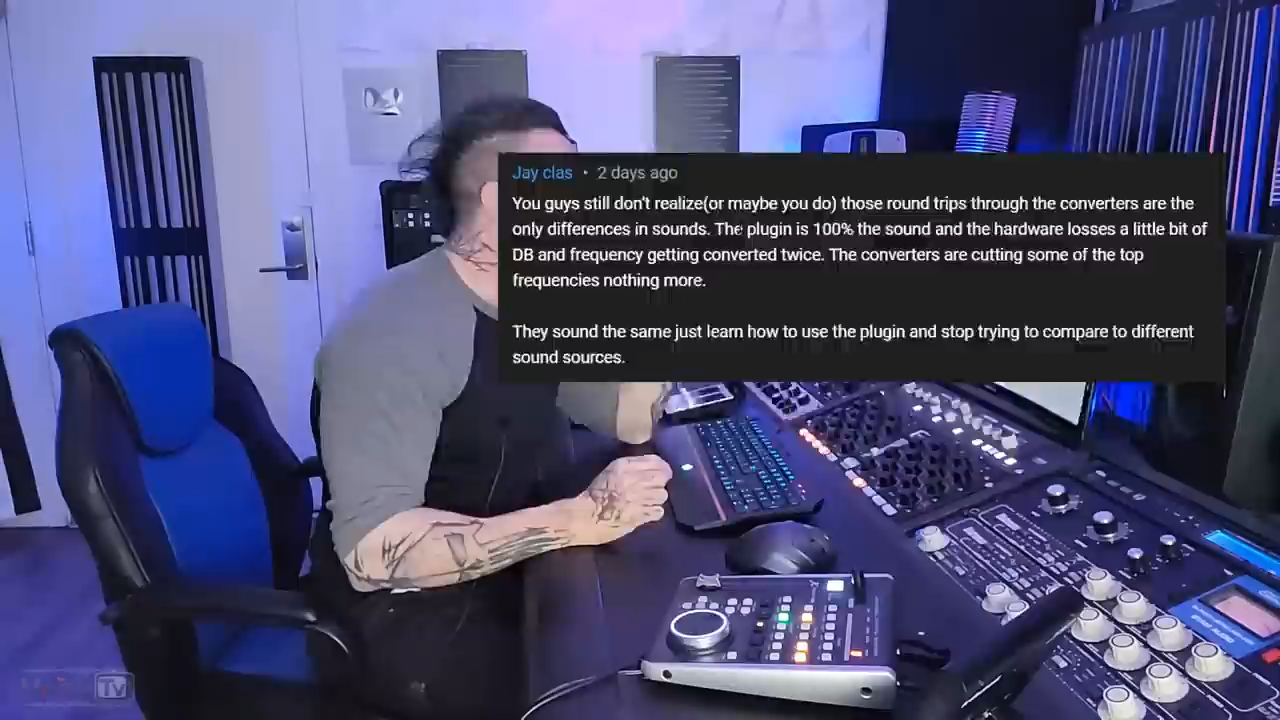 Jay clas • 2 days ago
You guys still don't realize(or maybe you do) those round trips through the converters are the
only differences in sounds. The plugin is 100% the sound and the hardware losses a little bit of
DB and frequency getting converted twice. The converters are cutting some of the top
frequencies nothing more.
They sound the same just learn how to use the plugin and stop trying to compare to different
sound sources.
Tv